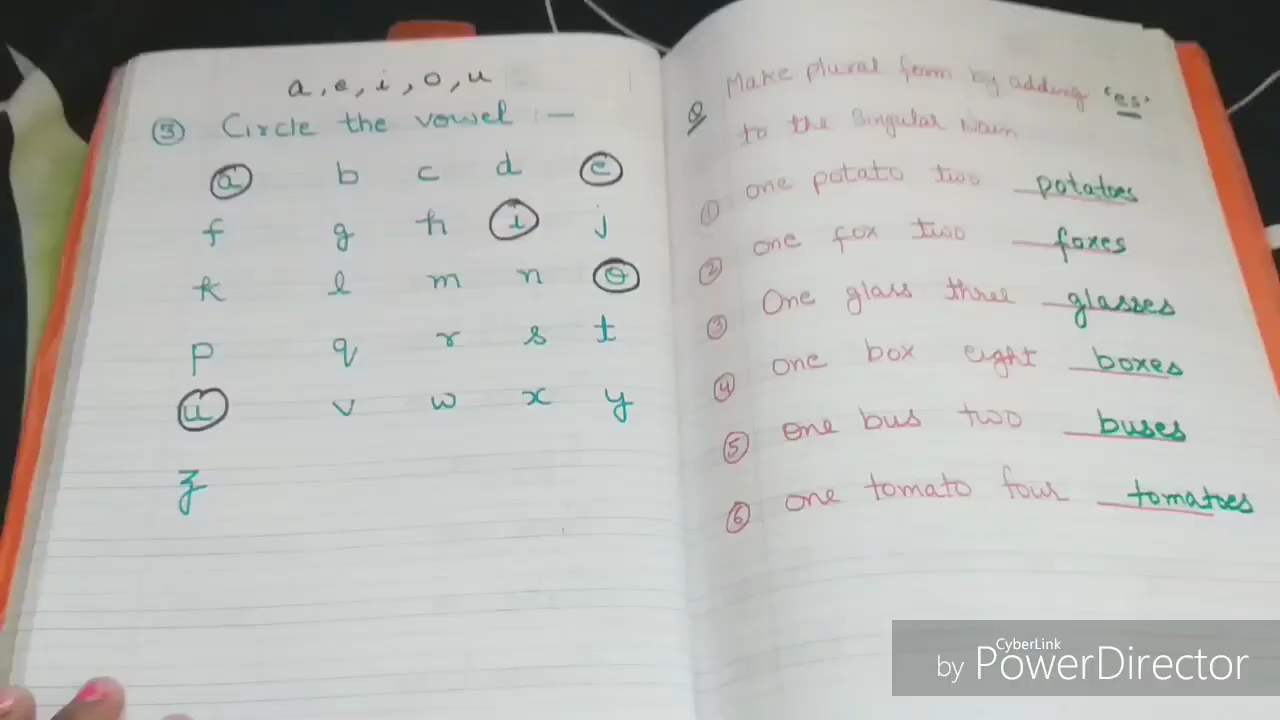 a, e, i, o, u
③ Circle the vowel :-
a b c d e
f g h i j
k l m n o
p q r s t
u v w x y
z
Q Make plural form by adding 'es'
to the singular Noun
① one potato two potatoes
② one fox two foxes
③ One glass three glasses
④ one box eight boxes
⑤ one bus two buses
⑥ one tomato four tomatoes
CyberLink
by PowerDirector